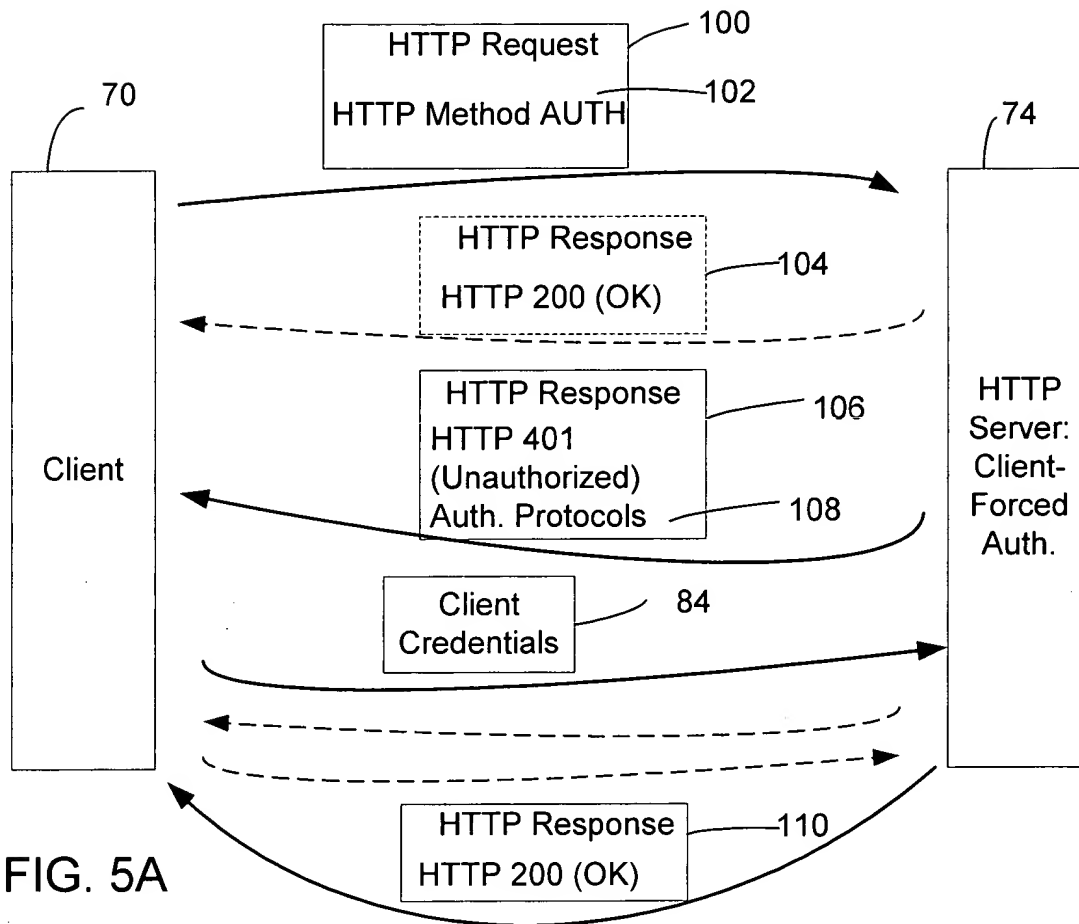 100
HTTP Request
70
102
HTTP Method AUTH
74
HTTP Response
104
HTTP 200 (OK)
HTTP Response
106
HTTP 401
(Unauthorized)
Auth. Protocols
108
Client
HTTP
Server:
Client-
Forced
Auth.
Client
Credentials
84
HTTP Response
110
HTTP 200 (OK)
FIG. 5A